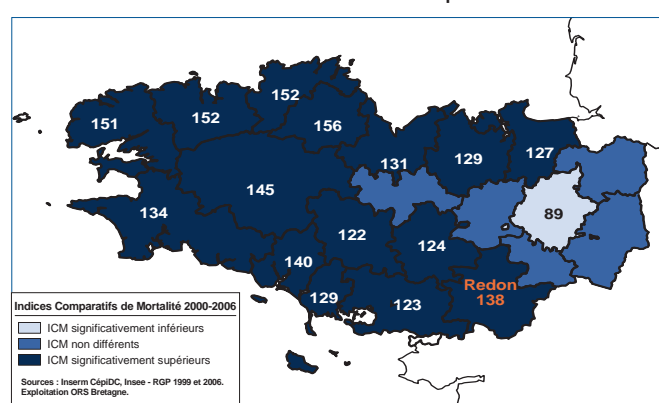 152
151
152
156
131
129
127
145
134
89
122
124
140
Redon
138
129
123
Indices Comparatifs de Mortalité 2000-2006
ICM significativement inférieurs
ICM non différents
ICM significativement supérieurs
Sources : Inserm CépiDC, Insee - RGP 1999 et 2006.
Exploitation ORS Bretagne.